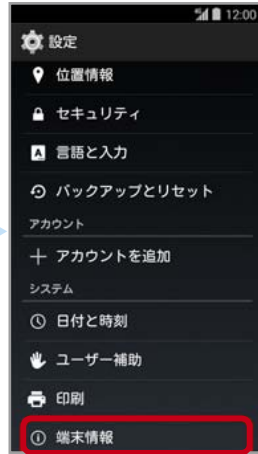 12:00
設定
位置情報
セキュリティ
A 言語と入力
バックアップとリセット
アカウント
アカウントを追加
システム
日付と時刻
ユーザー補助
印刷
端末情報